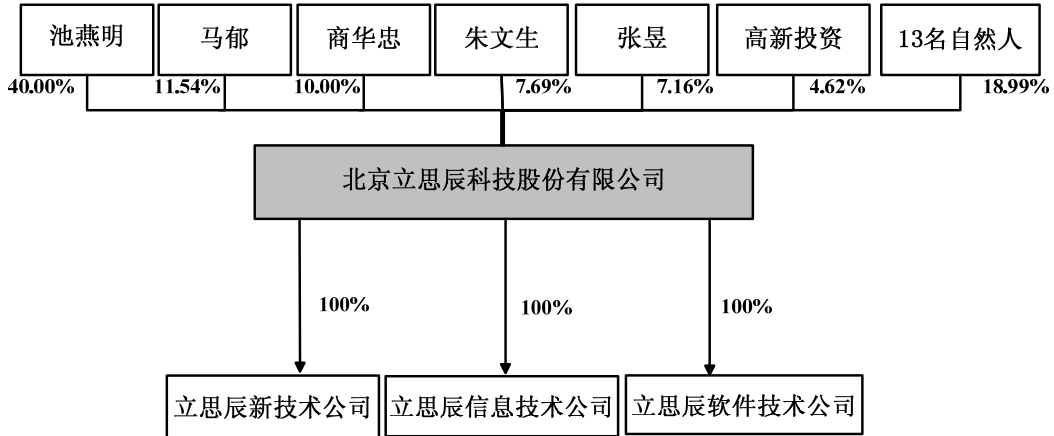 池燕明
马郁
商华忠
朱文生
张昱
高新投资
13名自然人
40.00%
11.54%
10.00%
7.69%
7.16%
4.62%
18.99%
北京立思辰科技股份有限公司
100%
100%
100%
立思辰新技术公司
立思辰信息技术公司
立思辰软件技术公司